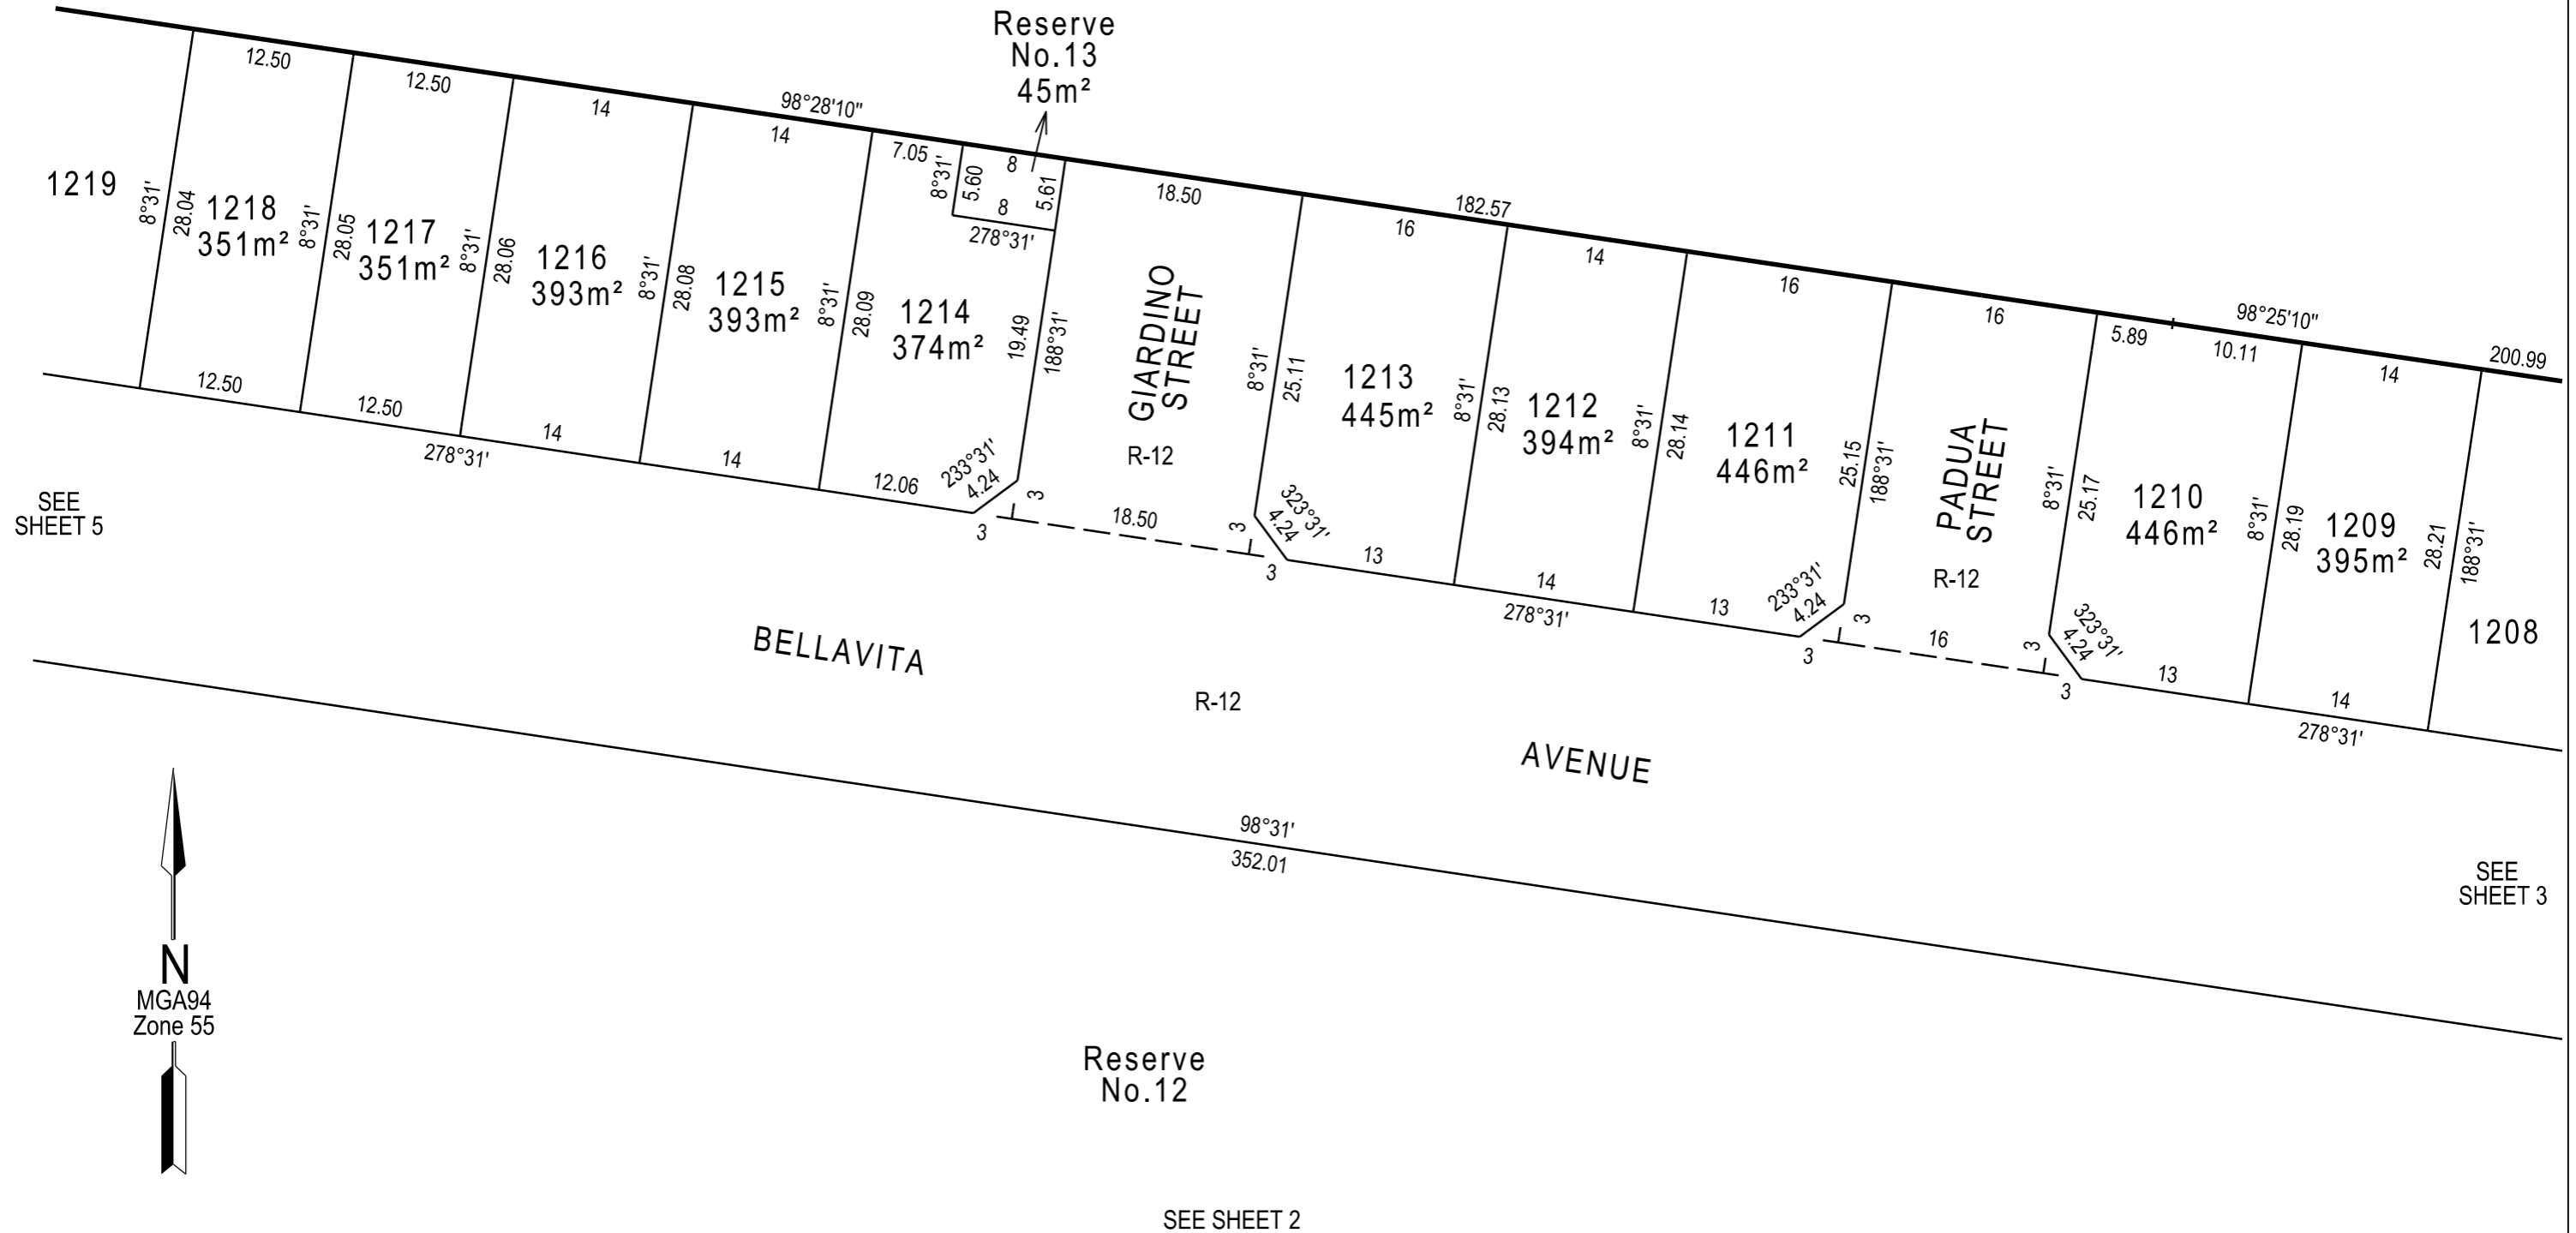 Reserve
No.13
45m²
12.50
12.50
14
98°28'10"
14
7.05
8°31'
5.60
8
5.61
8
278°31'
18.50
182.57
16
14
16
16
5.89
10.11
98°25'10"
14
200.99
1219
8°31'
28.04
1218
351m²
8°31'
28.05
1217
351m²
8°31'
28.06
1216
393m²
8°31'
28.08
1215
393m²
8°31'
28.09
1214
374m²
19.49
188°31'
GIARDINO
STREET
R-12
8°31'
25.11
1213
445m²
8°31'
28.13
1212
394m²
8°31'
28.14
1211
446m²
25.15
188°31'
PADUA
STREET
R-12
8°31'
25.17
1210
446m²
8°31'
28.19
1209
395m²
28.21
188°31'
1208
12.50
12.50
278°31'
14
14
12.06
233°31'
4.24
3
3
18.50
3
3
323°31'
4.24
13
14
278°31'
13
233°31'
4.24
3
3
16
3
3
323°31'
4.24
13
14
278°31'
SEE
SHEET 5
BELLAVITA
R-12
AVENUE
98°31'
352.01
SEE
SHEET 3
N
MGA94
Zone 55
Reserve
No.12
SEE SHEET 2